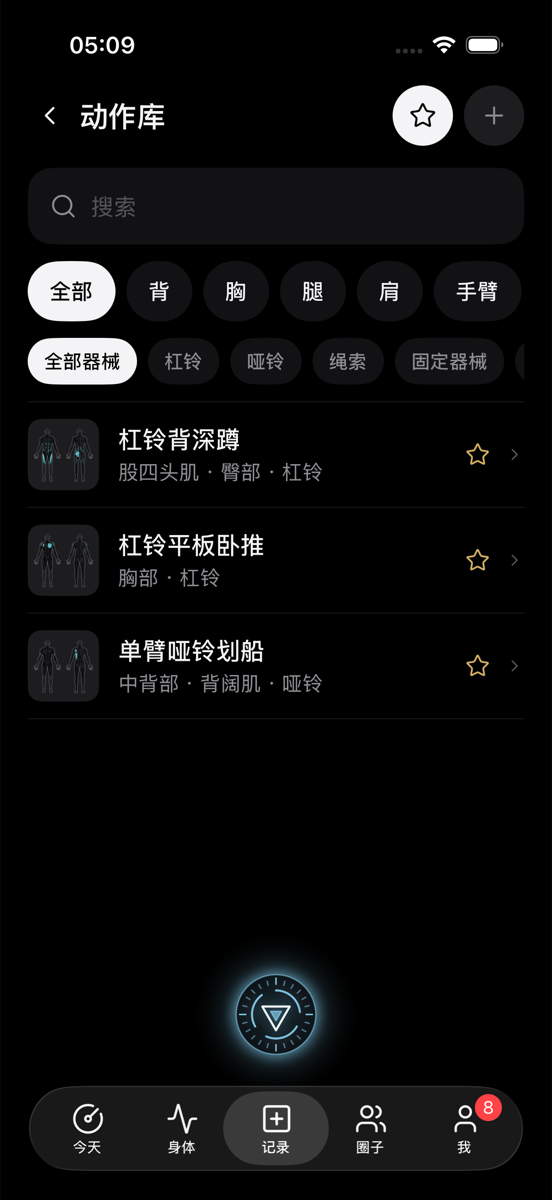 05:09
动作库
搜索
全部 背 胸 腿 肩 手臂
全部器械 杠铃 哑铃 绳索 固定器械
杠铃背深蹲
股四头肌 · 臀部 · 杠铃
杠铃平板卧推
胸部 · 杠铃
单臂哑铃划船
中背部 · 背阔肌 · 哑铃
8
今天 身体 记录 圈子 我